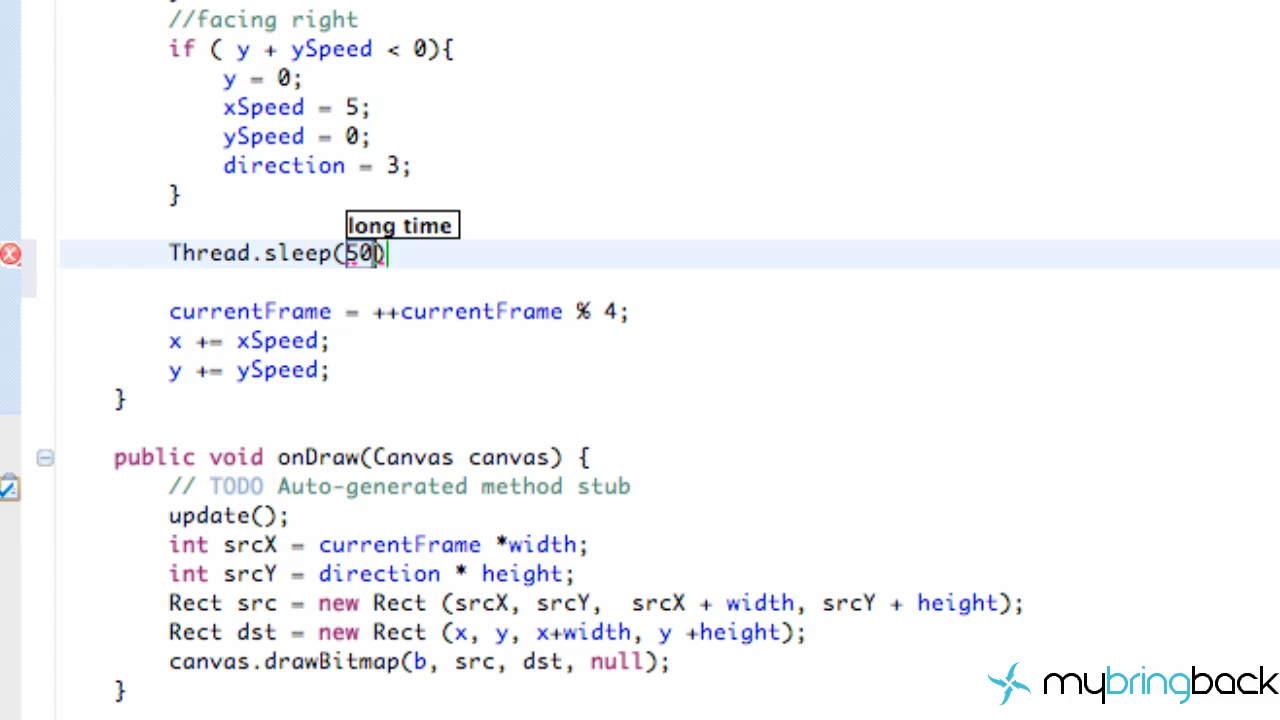 //facing right
if ( y + ySpeed < 0){
y = 0;
xSpeed = 5;
ySpeed = 0;
direction = 3;
}
long time
Thread.sleep(50)
currentFrame = ++currentFrame % 4;
x += xSpeed;
y += ySpeed;
}
public void onDraw(Canvas canvas) {
// TODO Auto-generated method stub
update();
int srcX = currentFrame *width;
int srcY = direction * height;
Rect src = new Rect (srcX, srcY,  srcX + width, srcY + height);
Rect dst = new Rect (x, y, x+width, y +height);
canvas.drawBitmap(b, src, dst, null);
}
mybringback